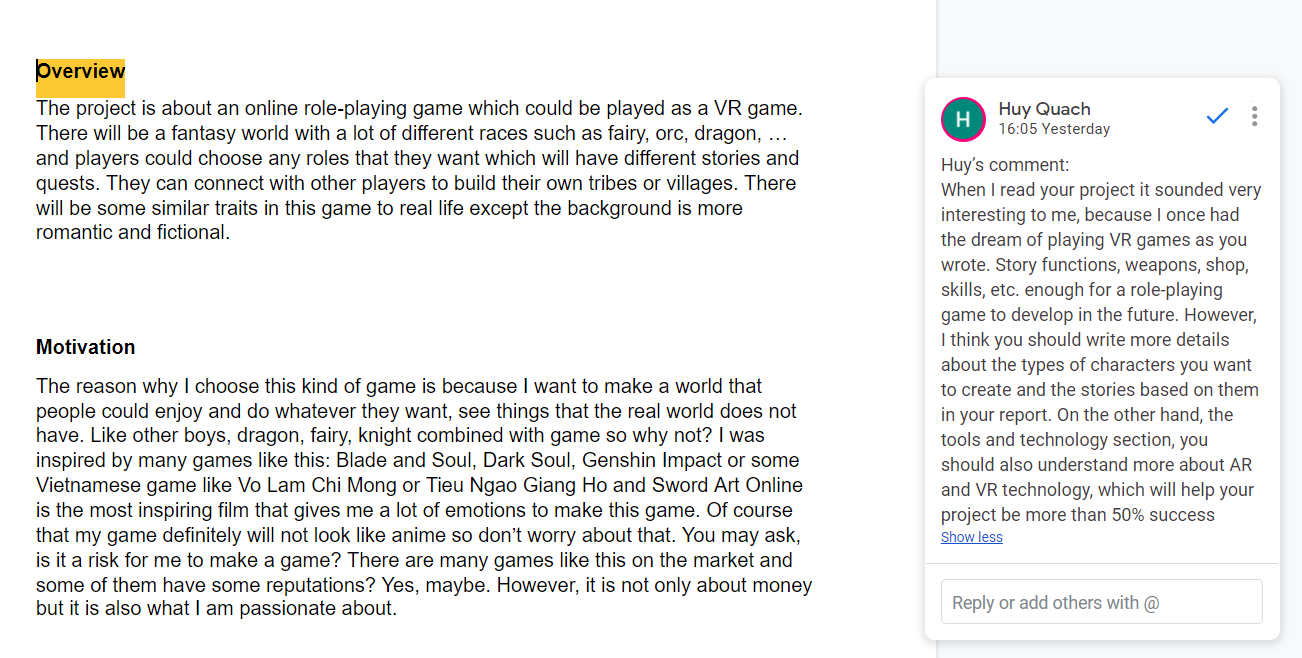 Overview
The project is about an online role-playing game which could be played as a VR game.
There will be a fantasy world with a lot of different races such as fairy, orc, dragon, …
and players could choose any roles that they want which will have different stories and
quests. They can connect with other players to build their own tribes or villages. There
will be some similar traits in this game to real life except the background is more
romantic and fictional.
Motivation
The reason why I choose this kind of game is because I want to make a world that
people could enjoy and do whatever they want, see things that the real world does not
have. Like other boys, dragon, fairy, knight combined with game so why not? I was
inspired by many games like this: Blade and Soul, Dark Soul, Genshin Impact or some
Vietnamese game like Vo Lam Chi Mong or Tieu Ngao Giang Ho and Sword Art Online
is the most inspiring film that gives me a lot of emotions to make this game. Of course
that my game definitely will not look like anime so don’t worry about that. You may ask,
is it a risk for me to make a game? There are many games like this on the market and
some of them have some reputations? Yes, maybe. However, it is not only about money
but it is also what I am passionate about.
H
Huy Quach
16:05 Yesterday
Huy’s comment:
When I read your project it sounded very
interesting to me, because I once had
the dream of playing VR games as you
wrote. Story functions, weapons, shop,
skills, etc. enough for a role-playing
game to develop in the future. However,
I think you should write more details
about the types of characters you want
to create and the stories based on them
in your report. On the other hand, the
tools and technology section, you
should also understand more about AR
and VR technology, which will help your
project be more than 50% success
Show less
Reply or add others with @